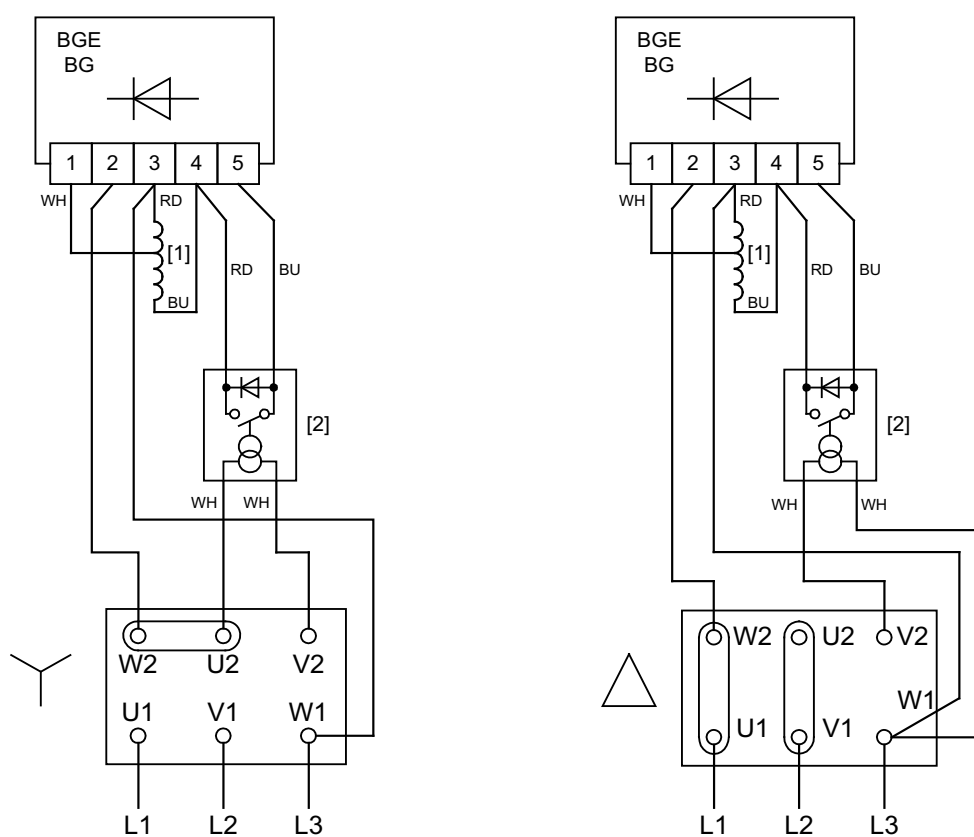 BGE
BG
1 2 3 4 5
WH RD
[1]
BU
RD BU
[2]
WH WH
W2 U2 V2
U1 V1 W1
L1 L2 L3
BGE
BG
1 2 3 4 5
WH RD
[1]
BU
RD BU
[2]
WH WH
W2 U2 V2
W1
U1 V1
L1 L2 L3